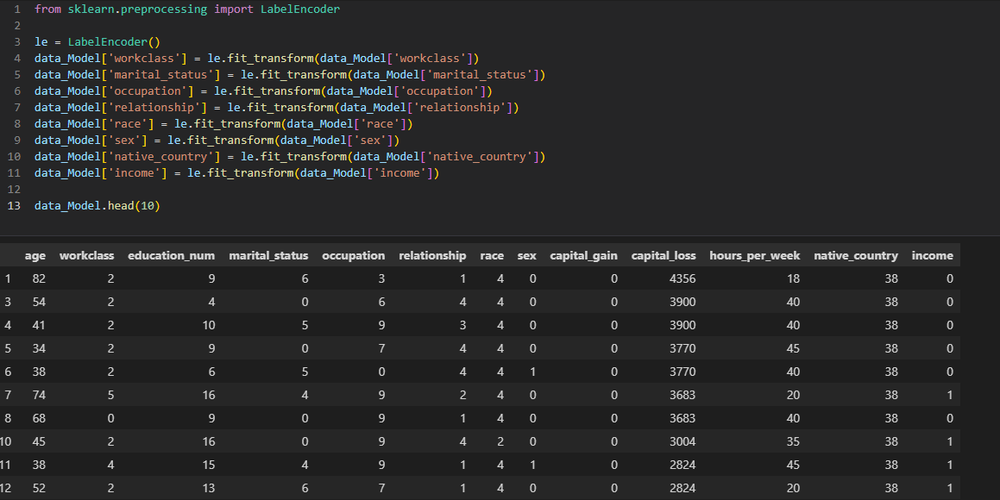 1 from sklearn.preprocessing import LabelEncoder
2
3 le = LabelEncoder()
4 data_Model['workclass'] = le.fit_transform(data_Model['workclass'])
5 data_Model['marital_status'] = le.fit_transform(data_Model['marital_status'])
6 data_Model['occupation'] = le.fit_transform(data_Model['occupation'])
7 data_Model['relationship'] = le.fit_transform(data_Model['relationship'])
8 data_Model['race'] = le.fit_transform(data_Model['race'])
9 data_Model['sex'] = le.fit_transform(data_Model['sex'])
10 data_Model['native_country'] = le.fit_transform(data_Model['native_country'])
11 data_Model['income'] = le.fit_transform(data_Model['income'])
12
13 data_Model.head(10)
age workclass education_num marital_status occupation relationship race sex capital_gain capital_loss hours_per_week native_country income
1 82 2 9 6 3 1 4 0 0 4356 18 38 0
3 54 2 4 0 6 4 4 0 0 3900 40 38 0
4 41 2 10 5 9 3 4 0 0 3900 40 38 0
5 34 2 9 0 7 4 4 0 0 3770 45 38 0
6 38 2 6 5 0 4 4 1 0 3770 40 38 0
7 74 5 16 4 9 2 4 0 0 3683 20 38 1
8 68 0 9 0 9 1 4 0 0 3683 40 38 0
10 45 2 16 0 9 4 2 0 0 3004 35 38 1
11 38 4 15 4 9 1 4 1 0 2824 45 38 1
12 52 2 13 6 7 1 4 0 0 2824 20 38 1